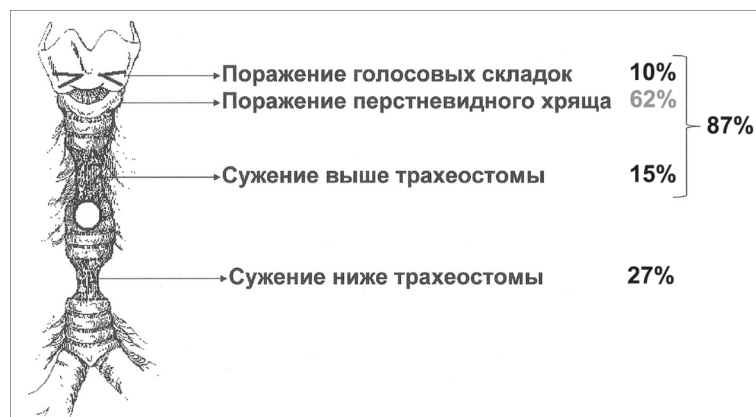 Поражение голосовых складок 10%
Поражение перстневидного хряща 62%
87%
Сужение выше трахеостомы 15%
Сужение ниже трахеостомы 27%